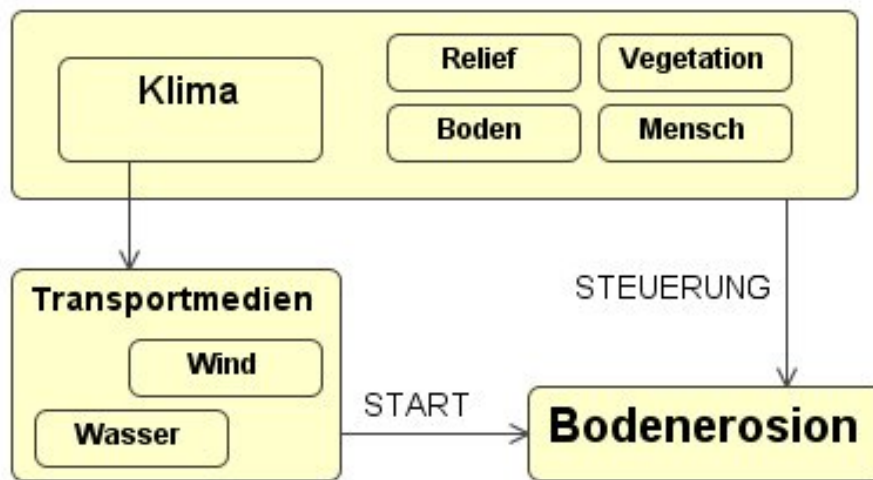 Klima
Relief
Vegetation
Boden
Mensch
Transportmedien
Wind
Wasser
STEUERUNG
START
Bodenerosion